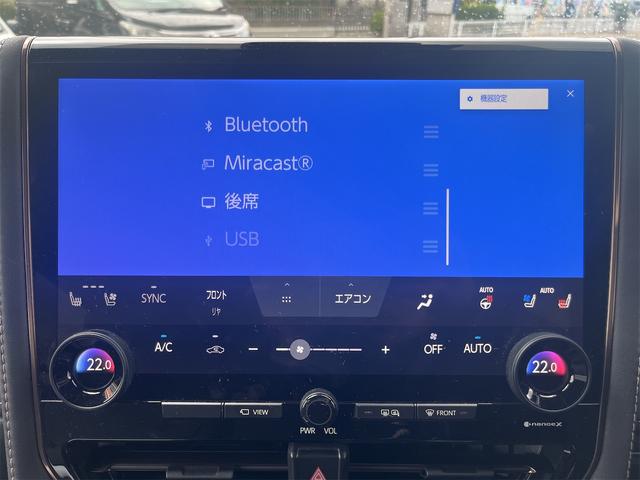 機器設定
Bluetooth
Miracast®
後席
USB
SYNC
フロント
リヤ
エアコン
AUTO
AUTO
22.0
A/C
OFF
AUTO
22.0
VIEW
FRONT
PWR VOL
nanoeX